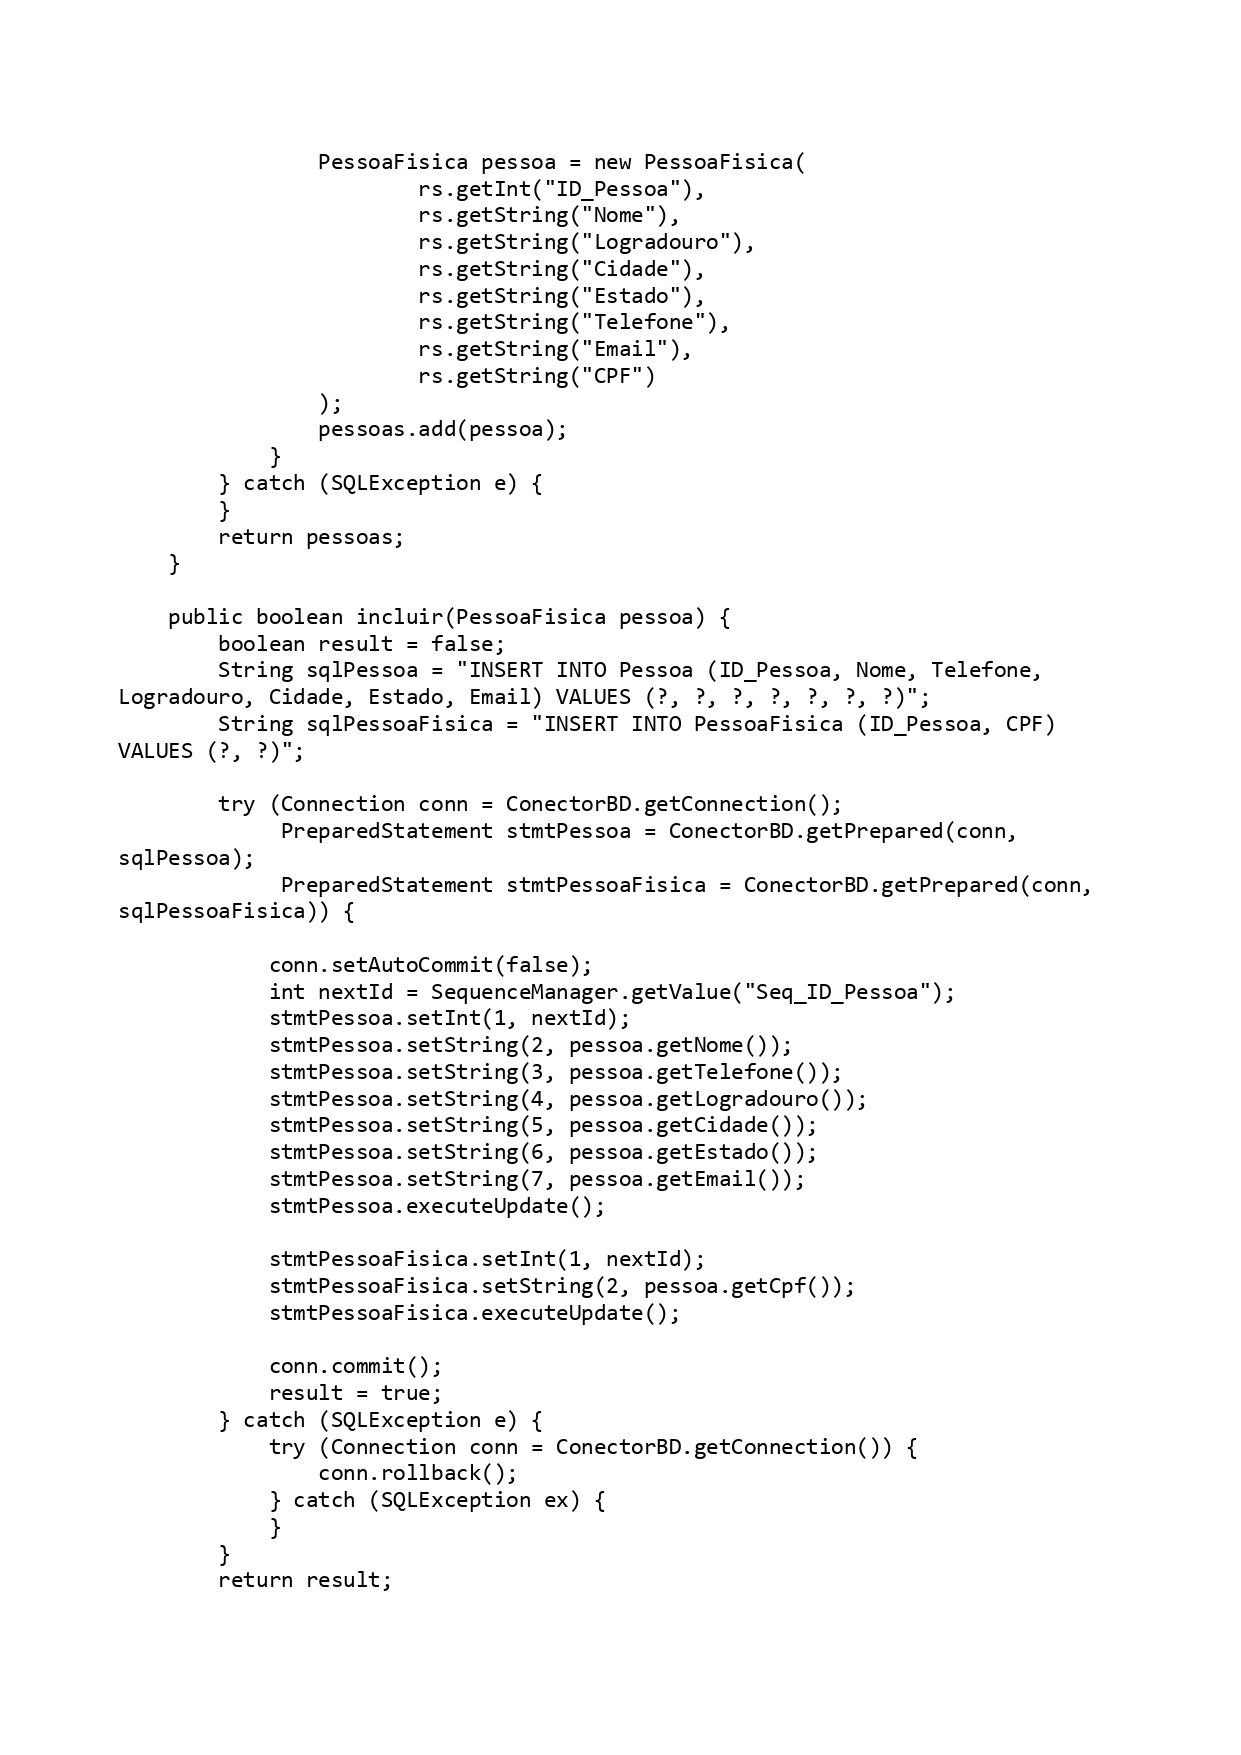 PessoaFisica pessoa = new PessoaFisica(
rs.getInt("ID_Pessoa"),
rs.getString("Nome"),
rs.getString("Logradouro"),
rs.getString("Cidade"),
rs.getString("Estado"),
rs.getString("Telefone"),
rs.getString("Email"),
rs.getString("CPF")
);
pessoas.add(pessoa);
}
} catch (SQLException e) {
}
return pessoas;
}
public boolean incluir(PessoaFisica pessoa) {
boolean result = false;
String sqlPessoa = "INSERT INTO Pessoa (ID_Pessoa, Nome, Telefone,
Logradouro, Cidade, Estado, Email) VALUES (?, ?, ?, ?, ?, ?, ?)";
String sqlPessoaFisica = "INSERT INTO PessoaFisica (ID_Pessoa, CPF)
VALUES (?, ?)";
try (Connection conn = ConectorBD.getConnection();
PreparedStatement stmtPessoa = ConectorBD.getPrepared(conn,
sqlPessoa);
PreparedStatement stmtPessoaFisica = ConectorBD.getPrepared(conn,
sqlPessoaFisica)) {
conn.setAutoCommit(false);
int nextId = SequenceManager.getValue("Seq_ID_Pessoa");
stmtPessoa.setInt(1, nextId);
stmtPessoa.setString(2, pessoa.getNome());
stmtPessoa.setString(3, pessoa.getTelefone());
stmtPessoa.setString(4, pessoa.getLogradouro());
stmtPessoa.setString(5, pessoa.getCidade());
stmtPessoa.setString(6, pessoa.getEstado());
stmtPessoa.setString(7, pessoa.getEmail());
stmtPessoa.executeUpdate();
stmtPessoaFisica.setInt(1, nextId);
stmtPessoaFisica.setString(2, pessoa.getCpf());
stmtPessoaFisica.executeUpdate();
conn.commit();
result = true;
} catch (SQLException e) {
try (Connection conn = ConectorBD.getConnection()) {
conn.rollback();
} catch (SQLException ex) {
}
}
return result;